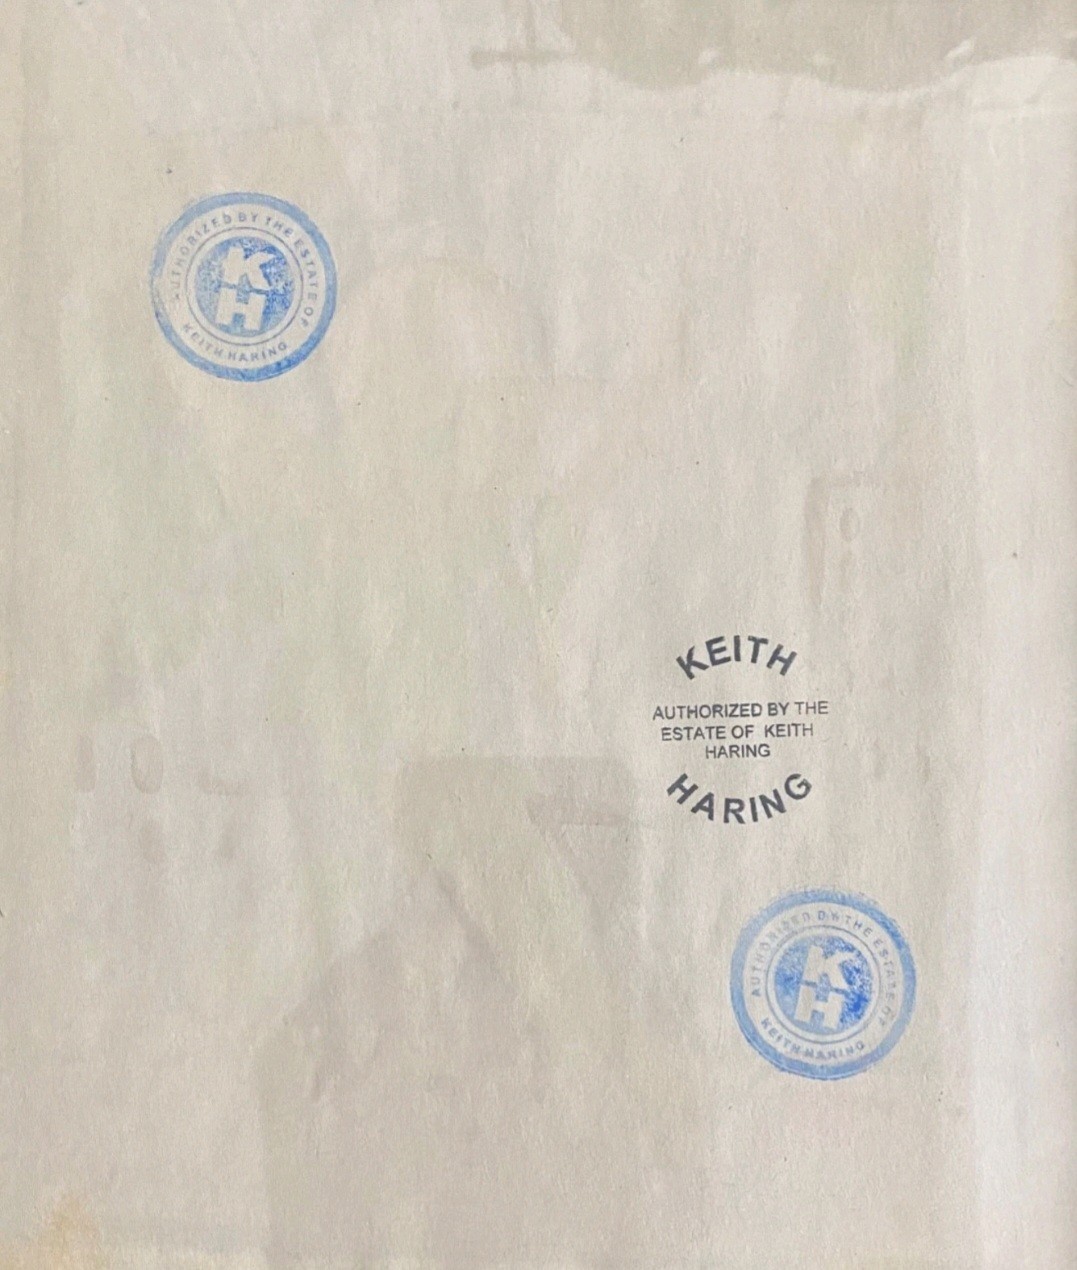 AUTHORIZED BY THE ESTATE OF
KH
KEITH HARING
KEITH
AUTHORIZED BY THE
ESTATE OF KEITH
HARING
HARING
AUTHORIZED BY THE ESTATE OF
KH
KEITH HARING